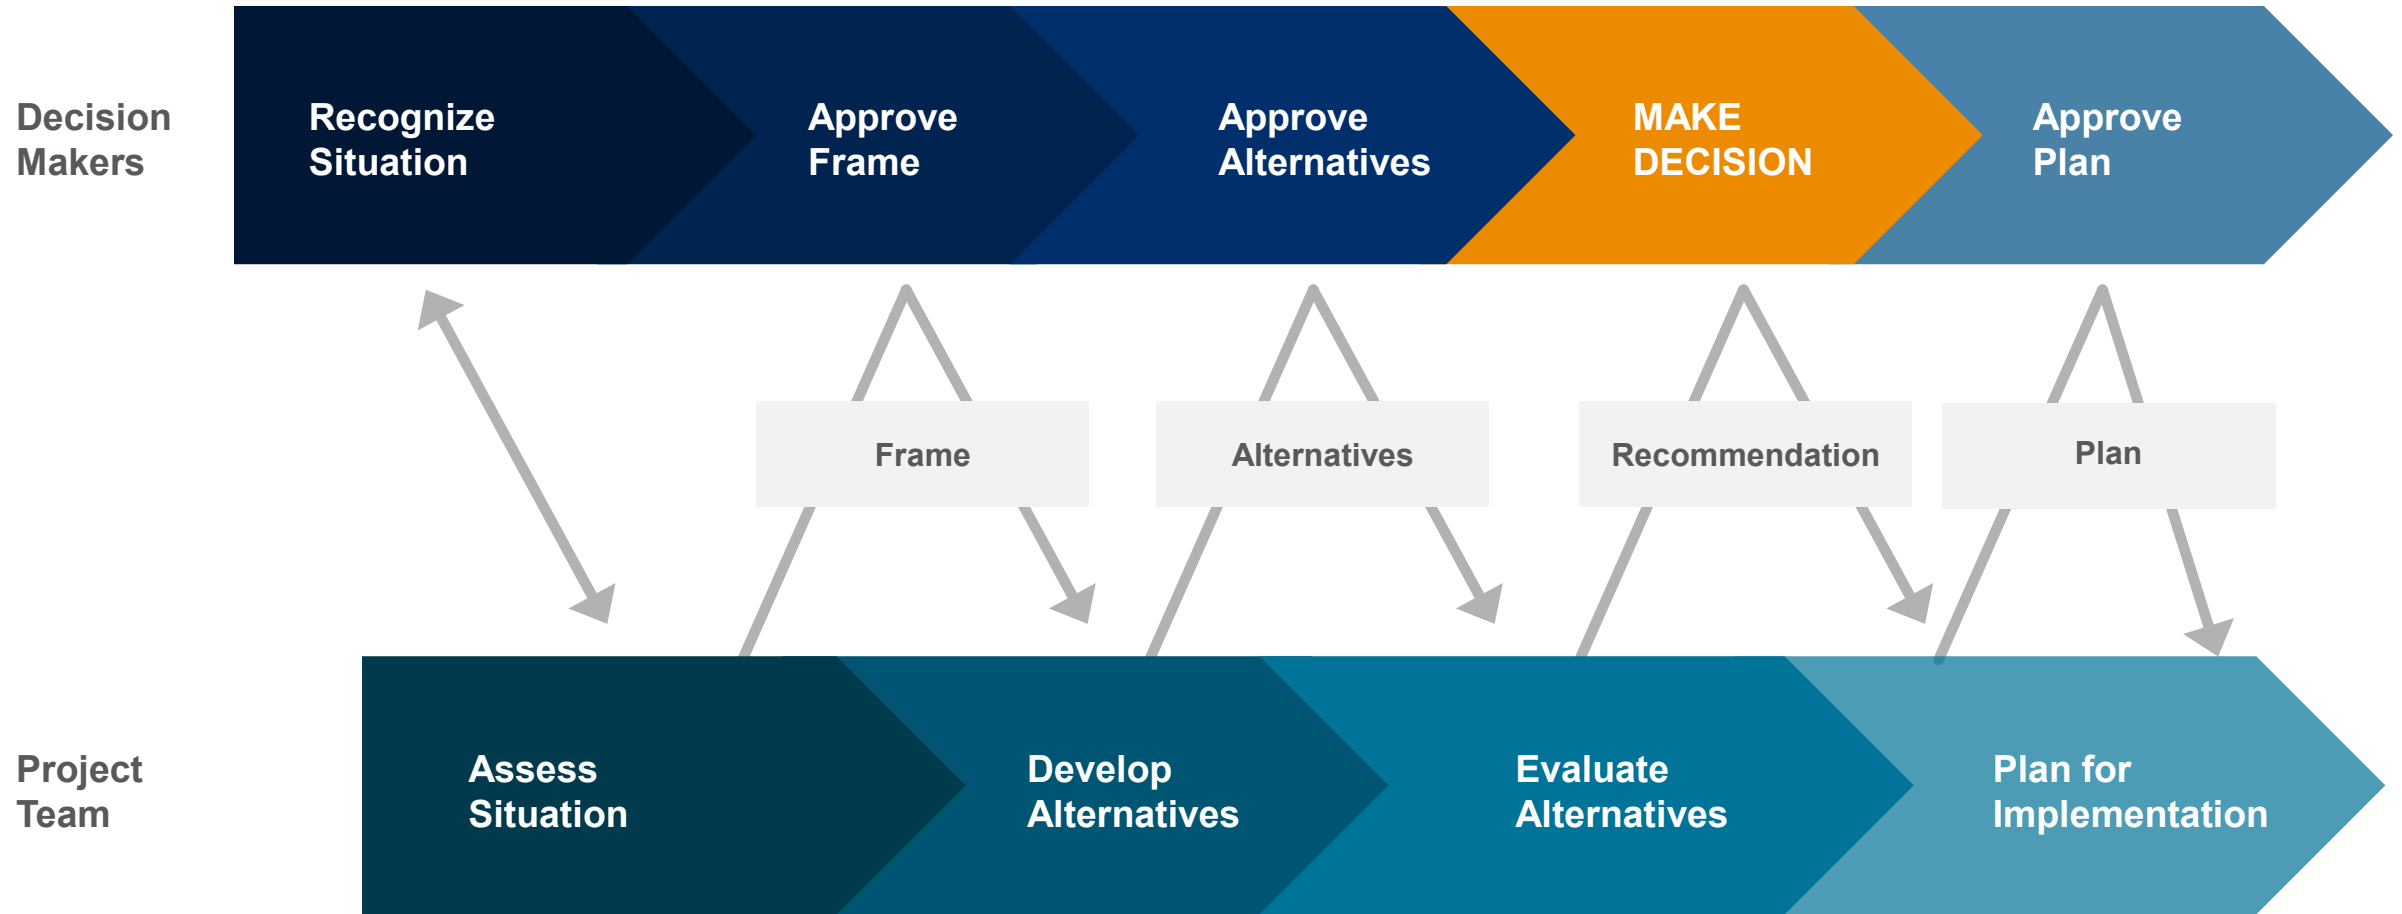 Decision
Makers
Recognize
Situation
Approve
Frame
Approve
Alternatives
MAKE
DECISION
Approve
Plan
Frame
Alternatives
Recommendation
Plan
Project
Team
Assess
Situation
Develop
Alternatives
Evaluate
Alternatives
Plan for
Implementation